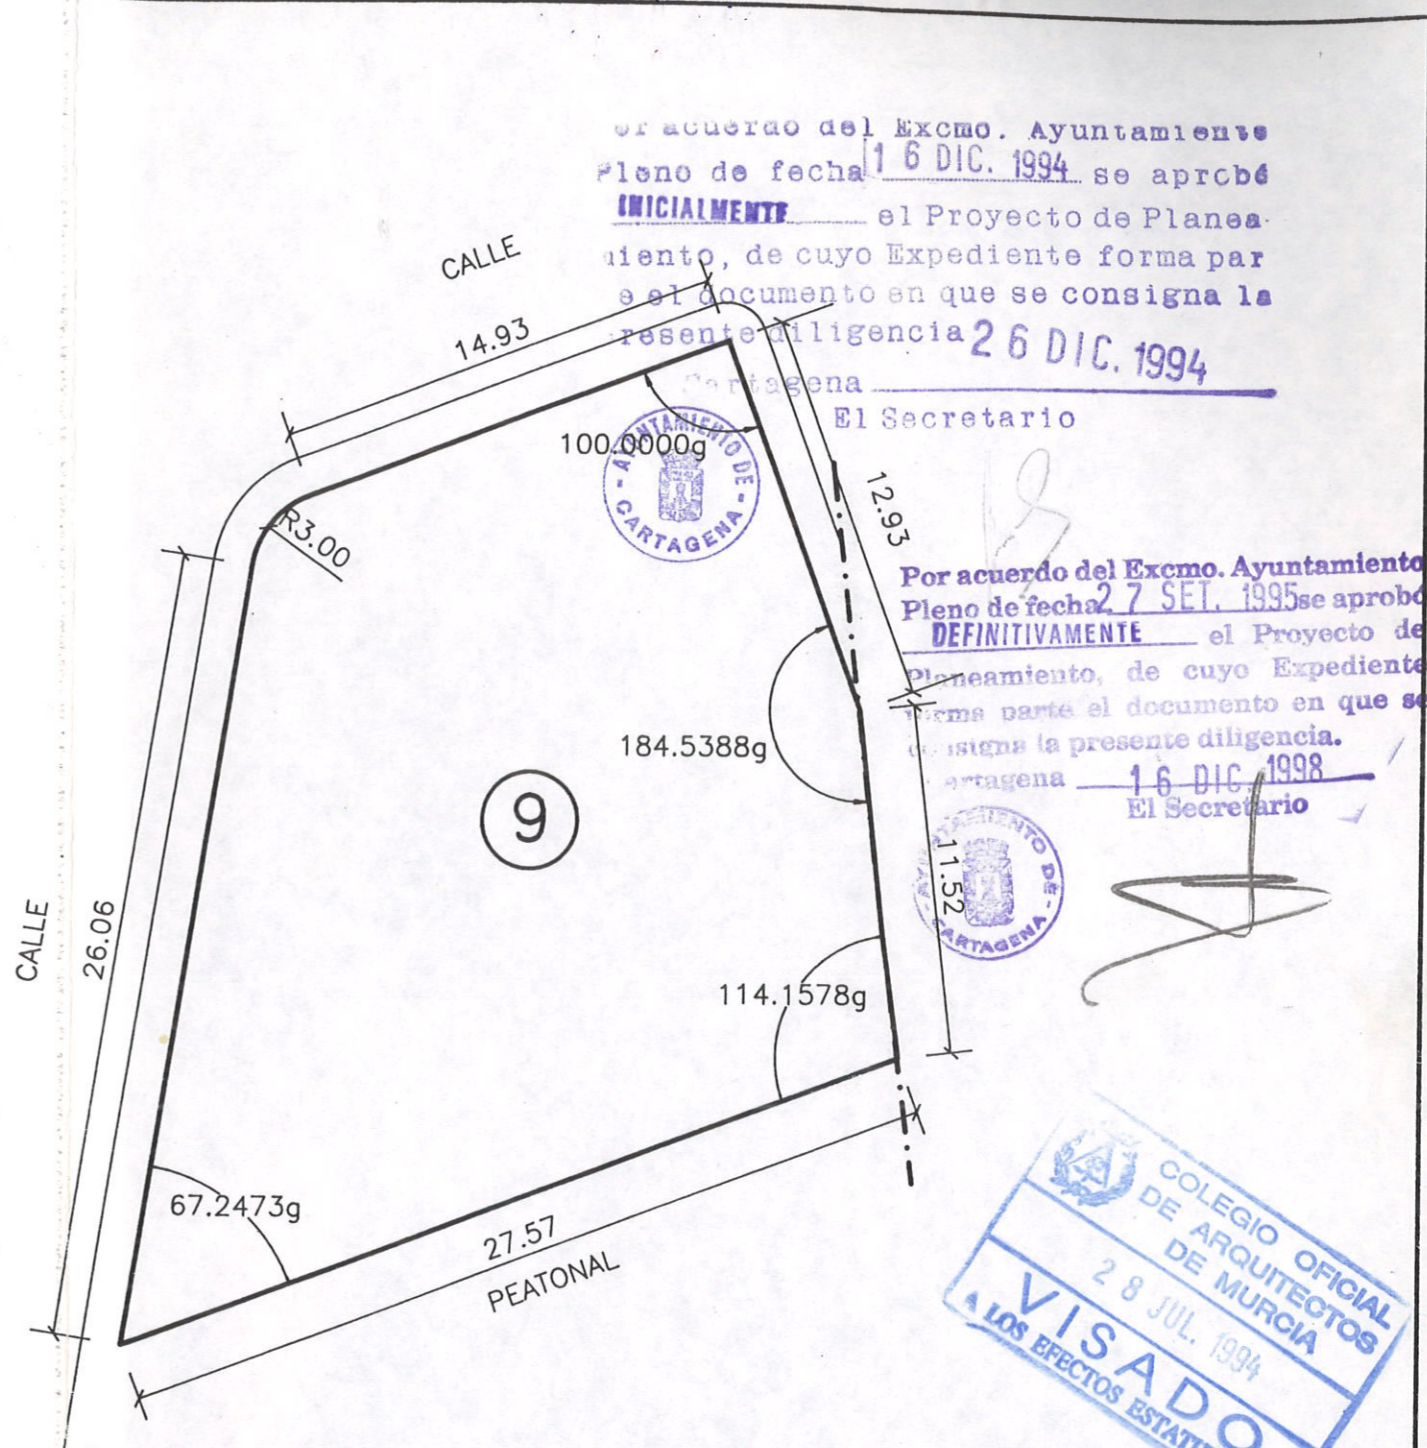 acuerdo del Excmo. Ayuntamiento
Pleno de fecha 16 DIC. 1994 se aprobó
INICIALMENTE el Proyecto de Planea-
miento, de cuyo Expediente forma par
e el documento en que se consigna la
presente diligencia 26 DIC. 1994
Cartagena
El Secretario
CALLE
14.93
100.0000g
AYUNTAMIENTO DE
- CARTAGENA -
R3.00
12.93
Por acuerdo del Excmo. Ayuntamiento
Pleno de fecha 27 SET. 1995 se aprobó
DEFINITIVAMENTE el Proyecto de
Planeamiento, de cuyo Expediente
forma parte el documento en que se
consigna la presente diligencia.
Cartagena 16 DIC. 1998
El Secretario
184.5388g
9
AYUNTAMIENTO DE
- CARTAGENA -
11.52
CALLE
26.06
114.1578g
67.2473g
27.57
PEATONAL
COLEGIO OFICIAL
DE ARQUITECTOS
DE MURCIA
28 JUL. 1994
VISADO
A LOS EFECTOS